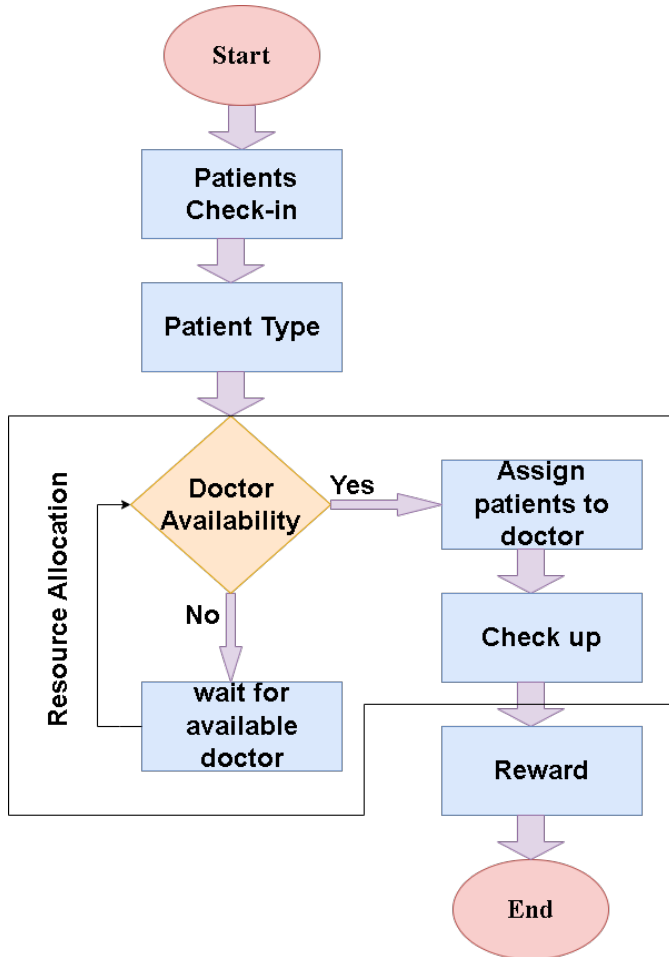 Start
Patients
Check-in
Patient Type
Resource Allocation
Doctor
Availability
Yes
Assign
patients to
doctor
No
Check up
wait for
available
doctor
Reward
End